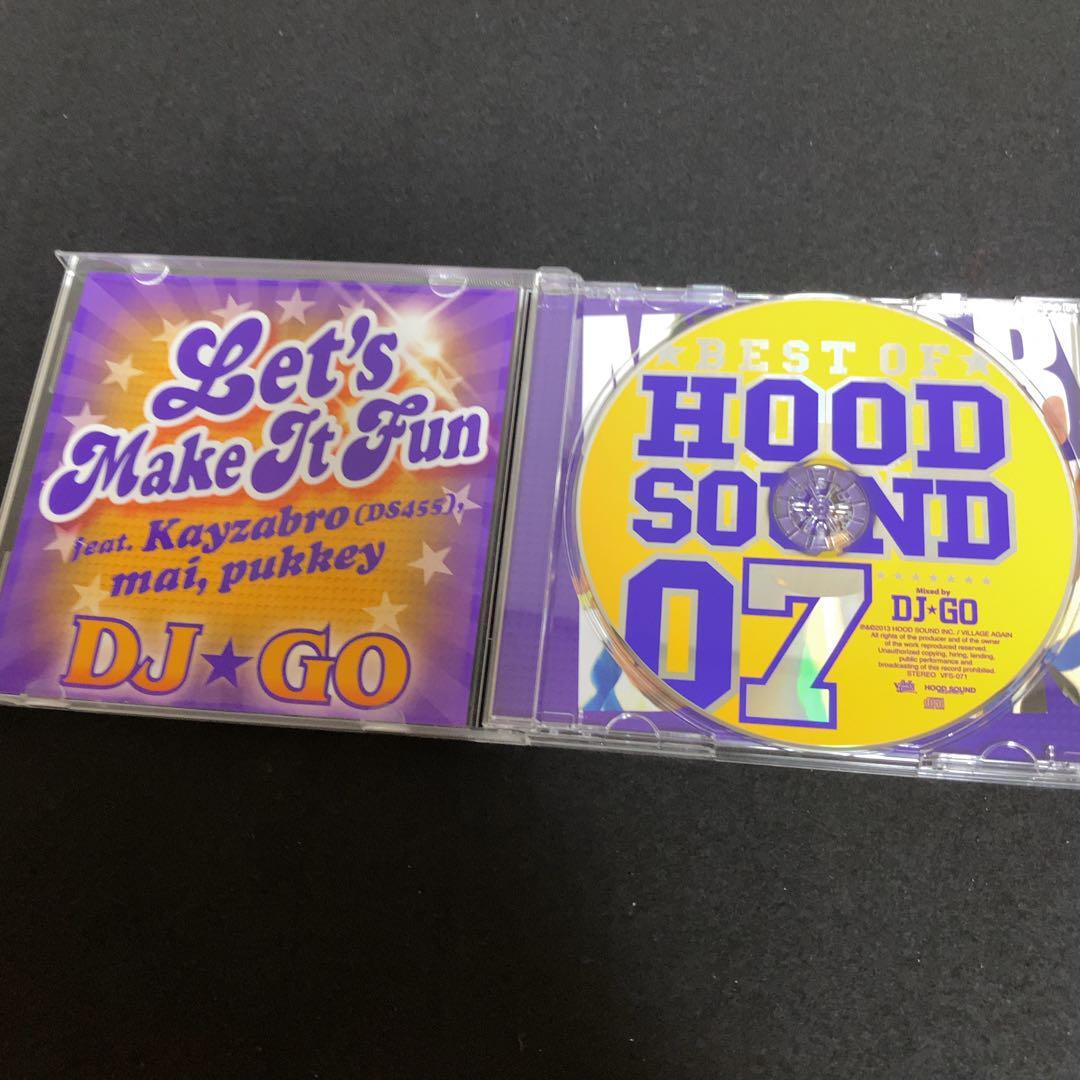 Let's
Make It Fun
feat. Kayzabro (DS455),
mai, pukkey
DJ★GO
★BEST OF★
HOOD
SOUND
07
Mixed by
DJ★GO
℗&©2013 HOOD SOUND INC. / VILLAGE AGAIN
All rights of the producer and of the owner
of the work reproduced reserved.
Unauthorized copying, hiring, lending,
public performance and
broadcasting of this record prohibited.
STEREO VFS-071
HOOD SOUND